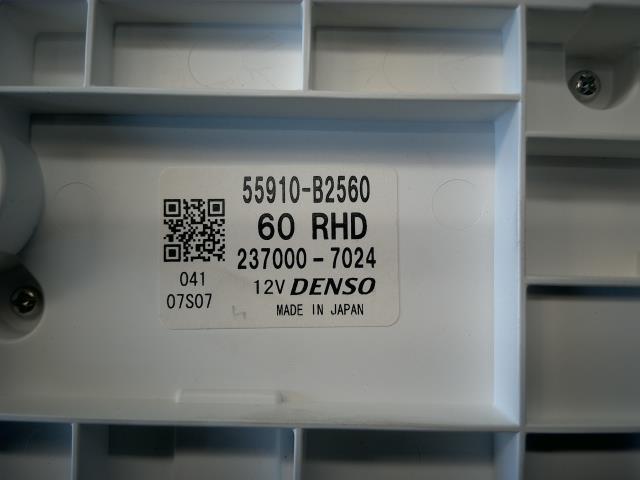 55910-B2560
60 RHD
237000-7024
041
12V DENSO
07S07
MADE IN JAPAN